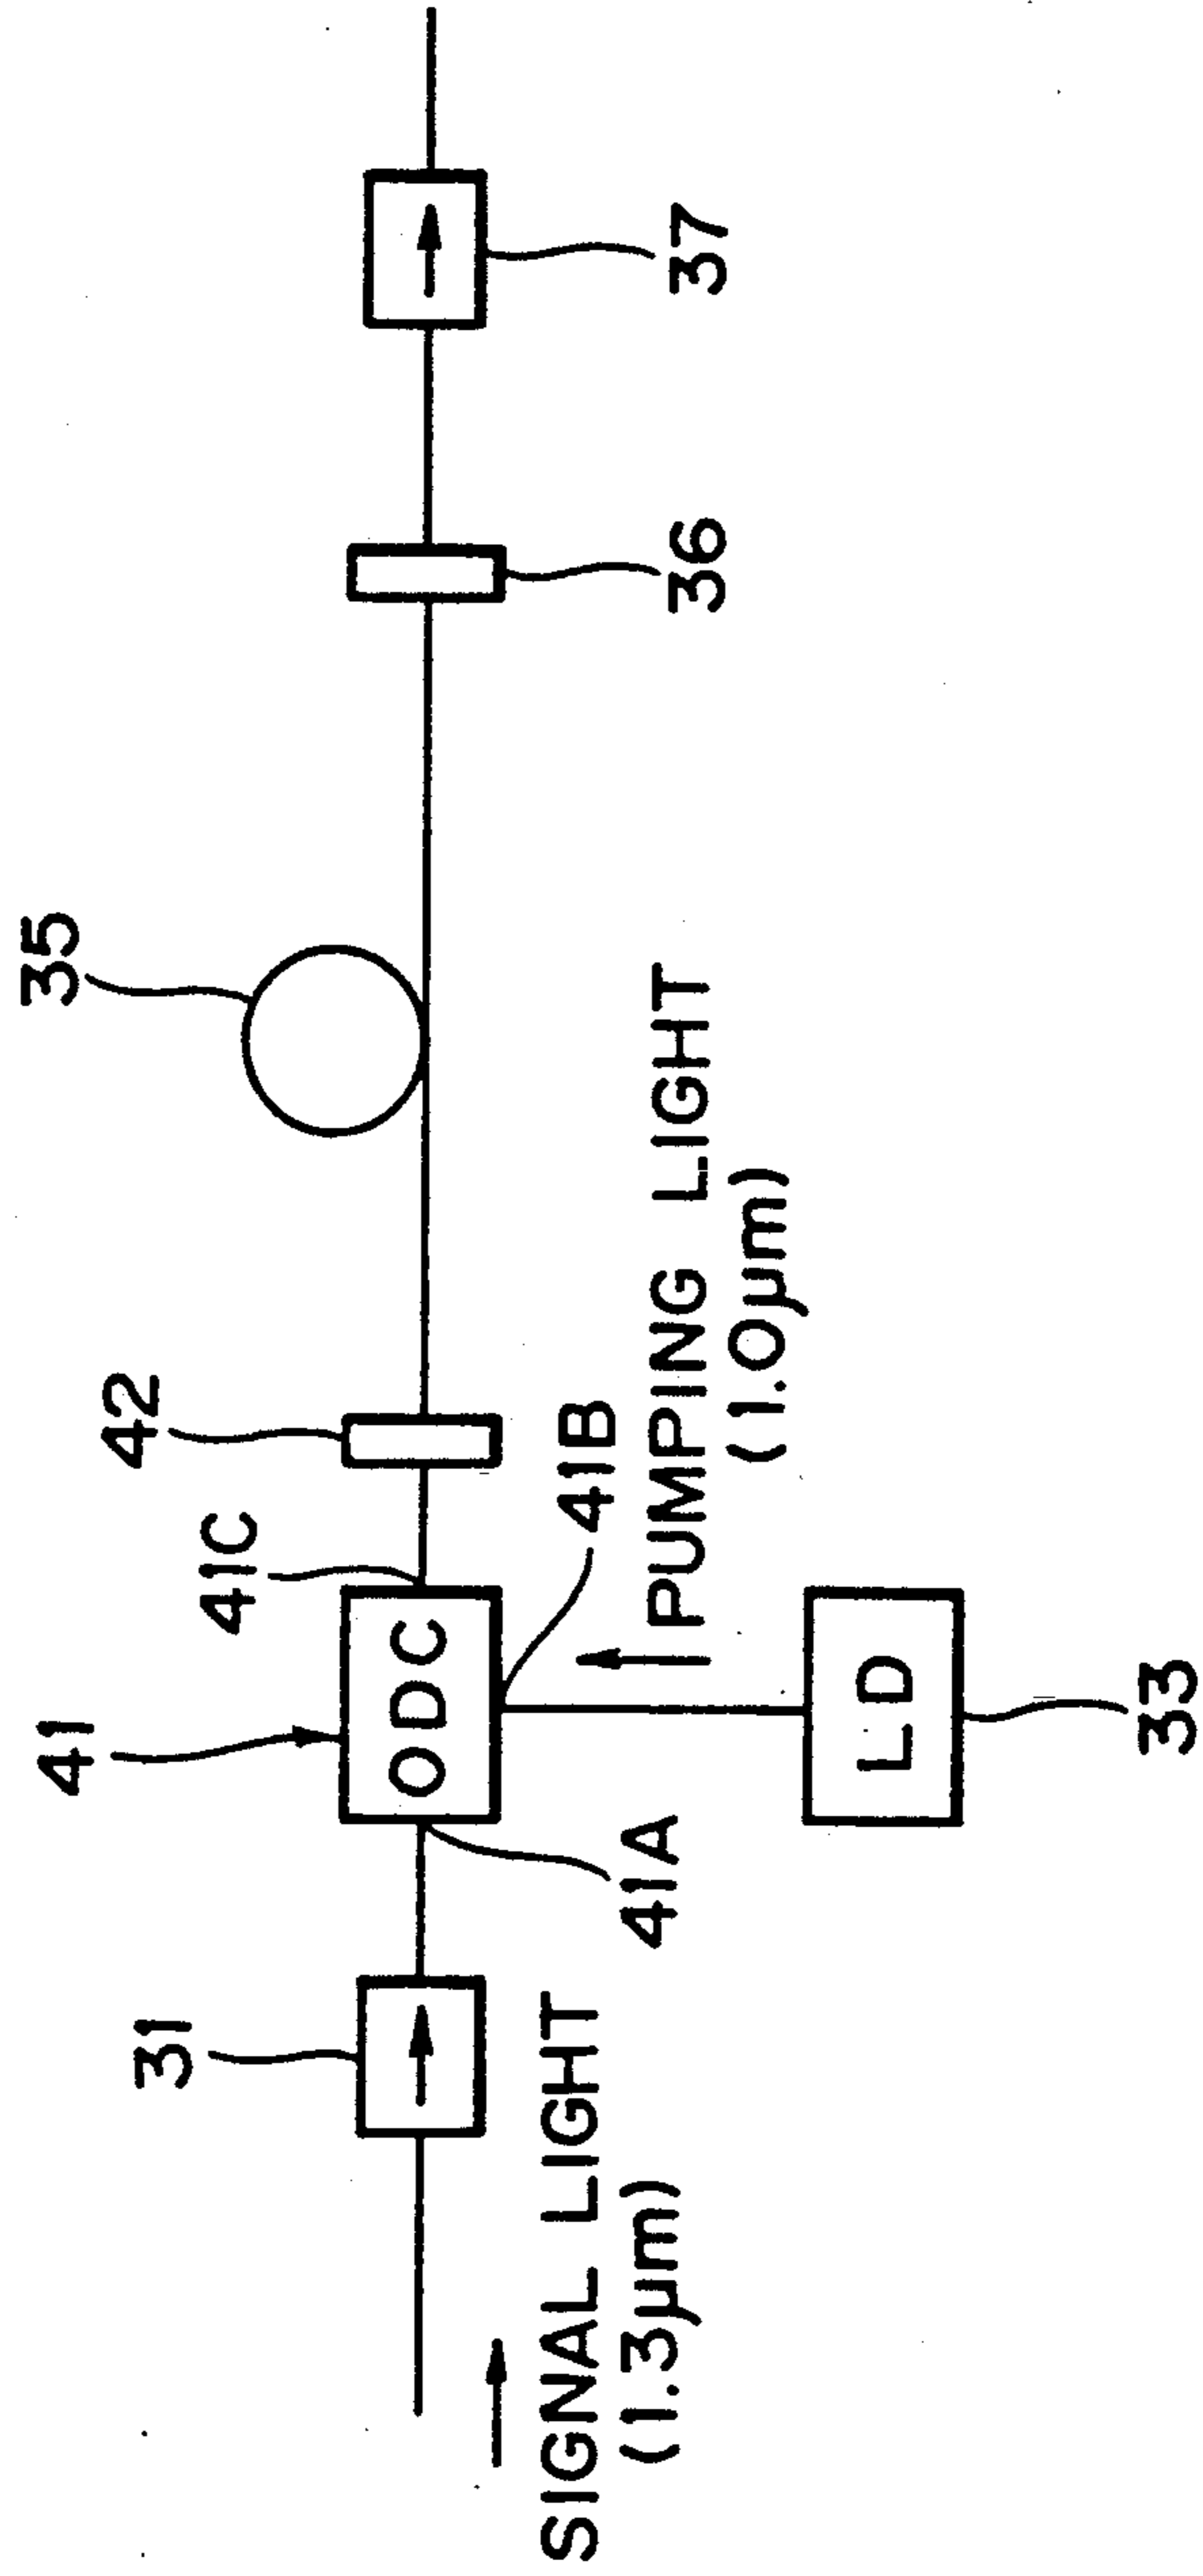 35
42
41C
41
31
ODC
41A
41B
36
37
SIGNAL LIGHT
(1.3μm)
PUMPING LIGHT
(1.0μm)
LD
33